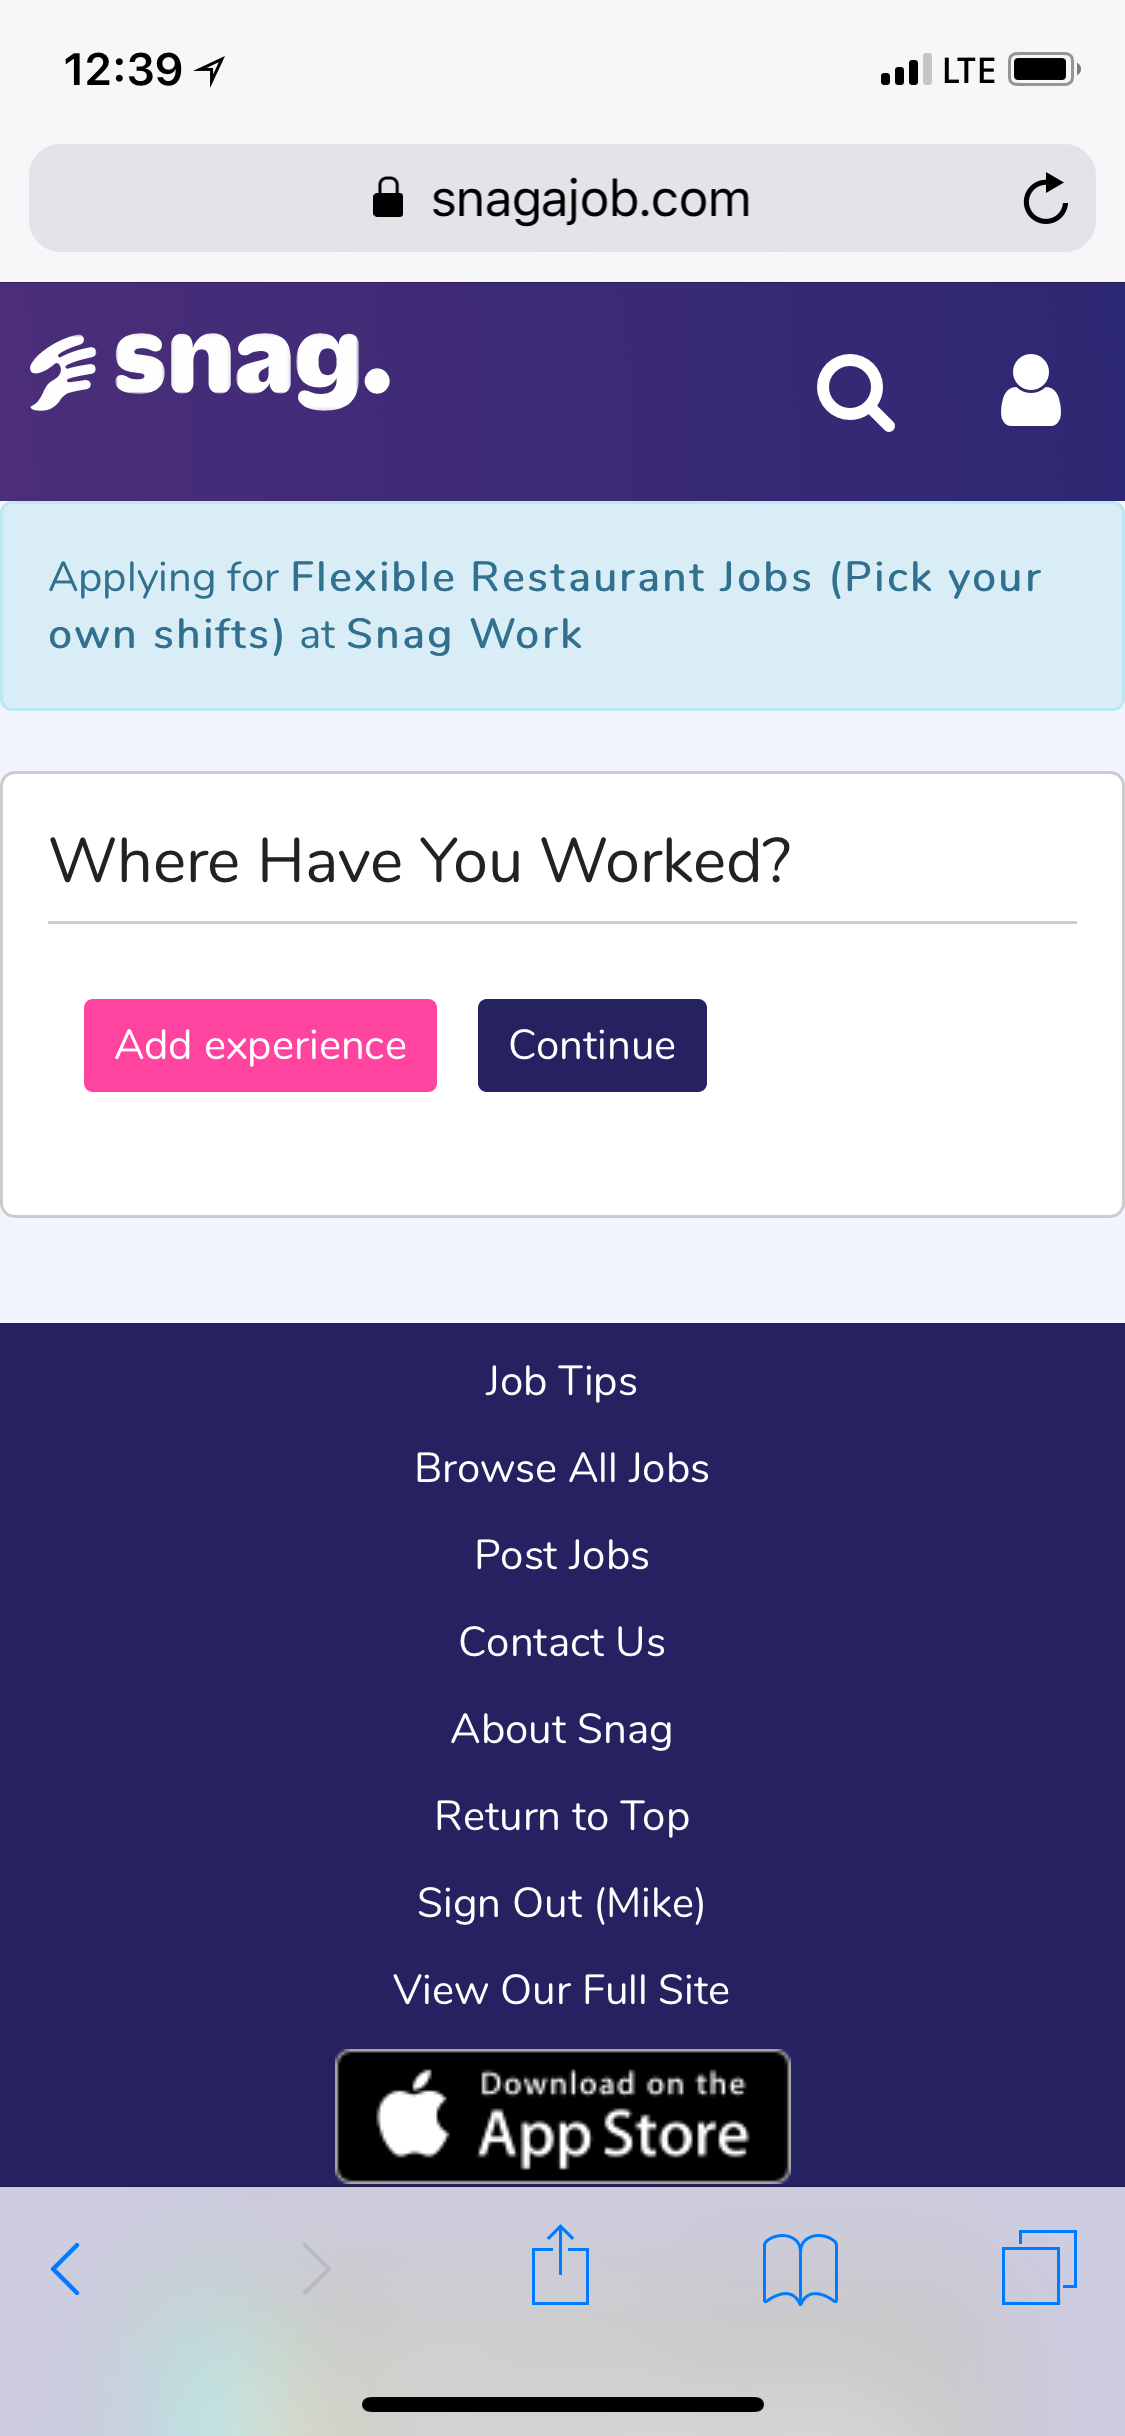 12:39
LTE
snagajob.com
snag.
Applying for Flexible Restaurant Jobs (Pick your
own shifts) at Snag Work
Where Have You Worked?
Add experience
Continue
Job Tips
Browse All Jobs
Post Jobs
Contact Us
About Snag
Return to Top
Sign Out (Mike)
View Our Full Site
Download on the
App Store